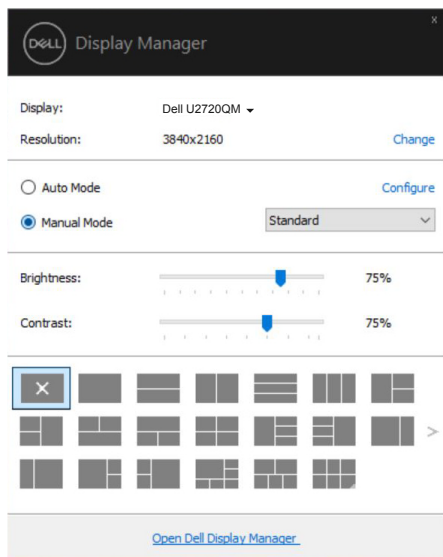 x
DELL Display Manager
Display: Dell U2720QM
Resolution: 3840x2160 Change
Auto Mode Configure
Manual Mode Standard
Brightness: 75%
Contrast: 75%
Open Dell Display Manager